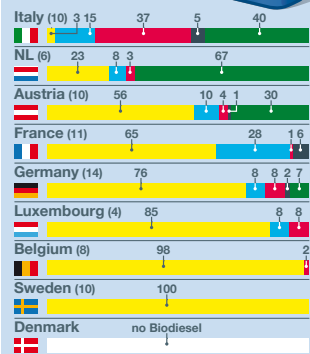 Italy (10) 3 15 37 5 40
NL (6) 23 8 3 67
Austria (10) 56 10 4 1 30
France (11) 65 28 1 6
Germany (14) 76 8 8 2 7
Luxembourg (4) 85 8 8
Belgium (8) 98 2
Sweden (10) 100
Denmark no Biodiesel